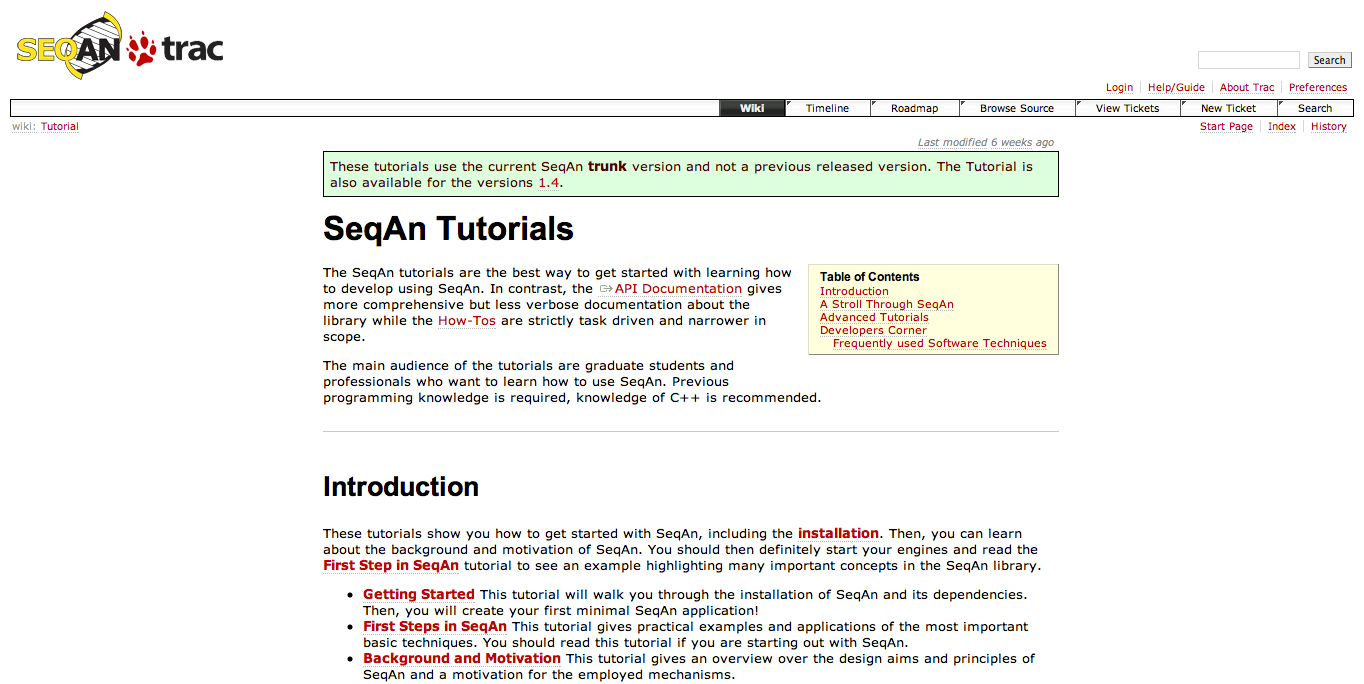 SEQAN trac
Search
Login Help/Guide About Trac Preferences
Wiki Timeline Roadmap Browse Source View Tickets New Ticket Search
wiki: Tutorial Start Page Index History
Last modified 6 weeks ago
These tutorials use the current SeqAn trunk version and not a previous released version. The Tutorial is
also available for the versions 1.4.
SeqAn Tutorials
The SeqAn tutorials are the best way to get started with learning how
to develop using SeqAn. In contrast, the API Documentation gives
more comprehensive but less verbose documentation about the
library while the How-Tos are strictly task driven and narrower in
scope.
Table of Contents
Introduction
A Stroll Through SeqAn
Advanced Tutorials
Developers Corner
Frequently used Software Techniques
The main audience of the tutorials are graduate students and
professionals who want to learn how to use SeqAn. Previous
programming knowledge is required, knowledge of C++ is recommended.
Introduction
These tutorials show you how to get started with SeqAn, including the installation. Then, you can learn
about the background and motivation of SeqAn. You should then definitely start your engines and read the
First Step in SeqAn tutorial to see an example highlighting many important concepts in the SeqAn library.
• Getting Started This tutorial will walk you through the installation of SeqAn and its dependencies.
Then, you will create your first minimal SeqAn application!
• First Steps in SeqAn This tutorial gives practical examples and applications of the most important
basic techniques. You should read this tutorial if you are starting out with SeqAn.
• Background and Motivation This tutorial gives an overview over the design aims and principles of
SeqAn and a motivation for the employed mechanisms.